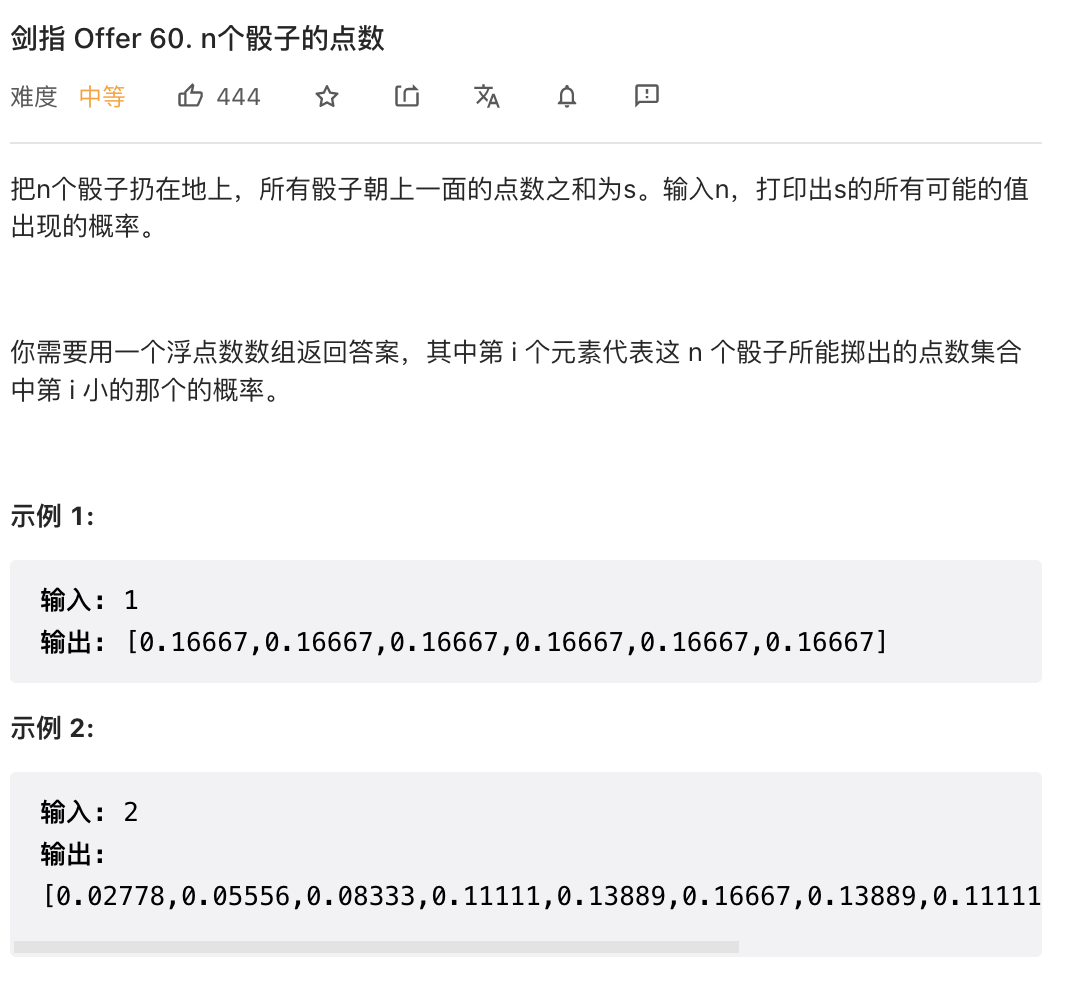 剑指 Offer 60. n个骰子的点数
难度 中等 444
把n个骰子扔在地上，所有骰子朝上一面的点数之和为s。输入n，打印出s的所有可能的值
出现的概率。
你需要用一个浮点数数组返回答案，其中第 i 个元素代表这 n 个骰子所能掷出的点数集合
中第 i 小的那个的概率。
示例 1:
输入: 1
输出: [0.16667,0.16667,0.16667,0.16667,0.16667,0.16667]
示例 2:
输入: 2
输出:
[0.02778,0.05556,0.08333,0.11111,0.13889,0.16667,0.13889,0.11111